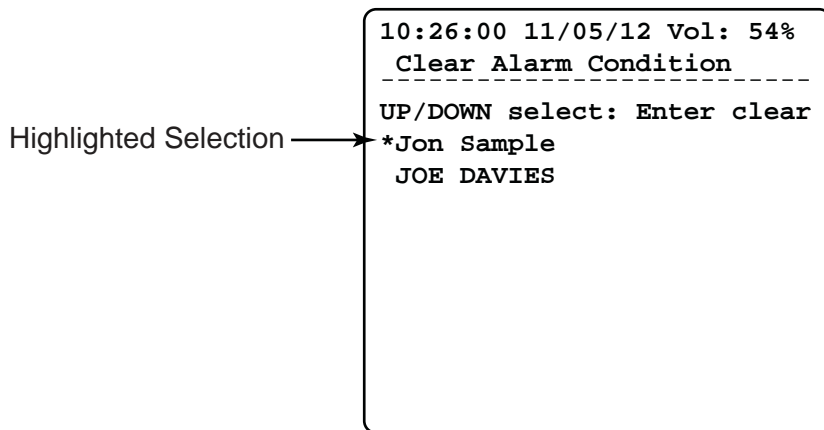 10:26:00 11/05/12 Vol: 54%
Clear Alarm Condition
---------------------------
UP/DOWN select: Enter clear
Highlighted Selection
*Jon Sample
JOE DAVIES